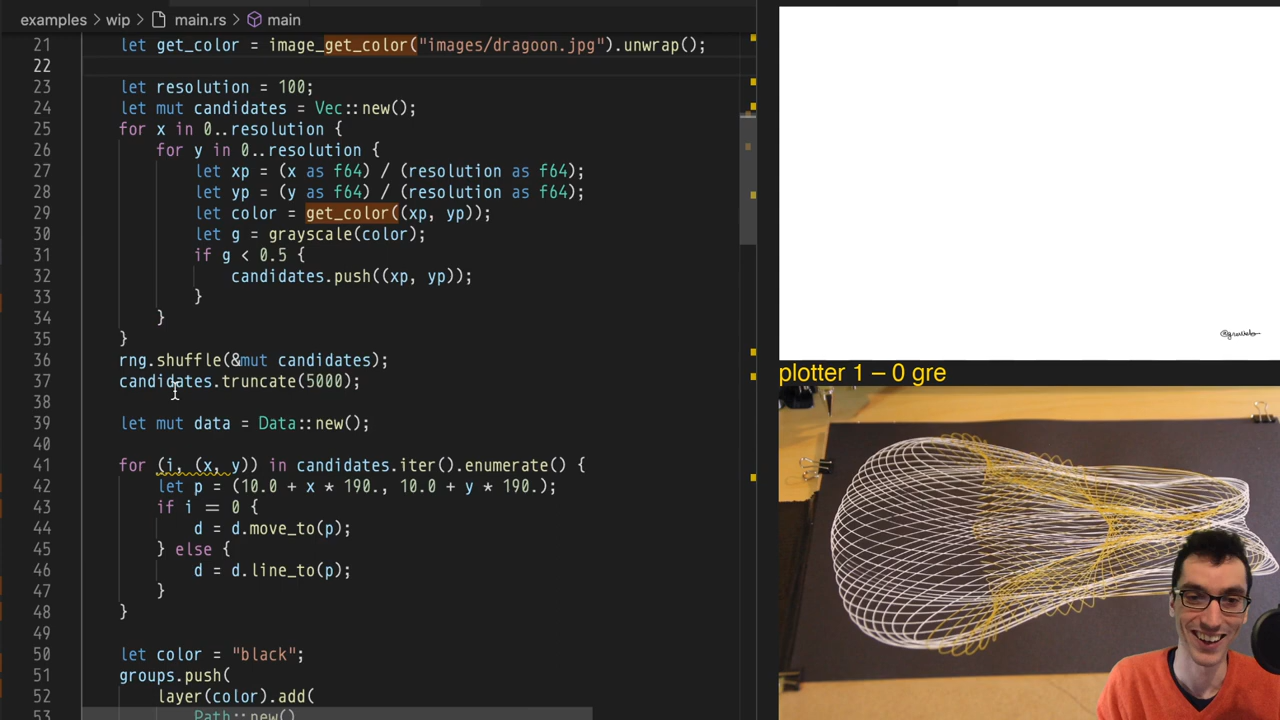 examples > wip > main.rs > main
21 let get_color = image_get_color("images/dragoon.jpg").unwrap();
22
23 let resolution = 100;
24 let mut candidates = Vec::new();
25 for x in 0..resolution {
26 for y in 0..resolution {
27 let xp = (x as f64) / (resolution as f64);
28 let yp = (y as f64) / (resolution as f64);
29 let color = get_color((xp, yp));
30 let g = grayscale(color);
31 if g < 0.5 {
32 candidates.push((xp, yp));
33 }
34 }
35 }
36 rng.shuffle(&mut candidates);
37 candidates.truncate(5000);
38
39 let mut data = Data::new();
40
41 for (i, (x, y)) in candidates.iter().enumerate() {
42 let p = (10.0 + x * 190., 10.0 + y * 190.);
43 if i == 0 {
44 d = d.move_to(p);
45 } else {
46 d = d.line_to(p);
47 }
48 }
49
50 let color = "black";
51 groups.push(
52 layer(color).add(
53 Path::new()
plotter 1 – 0 gre